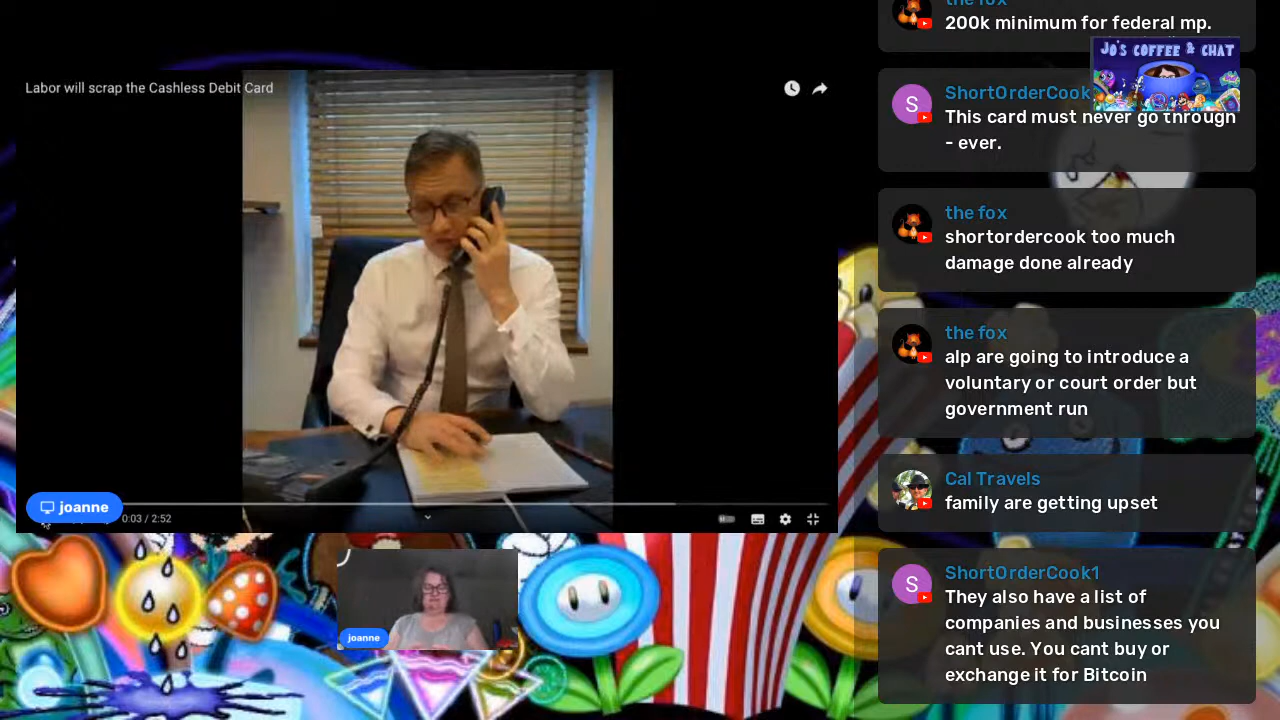 Labor will scrap the Cashless Debit Card
joanne
0:03 / 2:52
joanne
200k minimum for federal mp.
JO'S COFFEE & CHAT
ShortOrderCook
This card must never go through
- ever.
the fox
shortordercook too much
damage done already
the fox
alp are going to introduce a
voluntary or court order but
government run
Cal Travels
family are getting upset
ShortOrderCook1
They also have a list of
companies and businesses you
cant use. You cant buy or
exchange it for Bitcoin
S
S